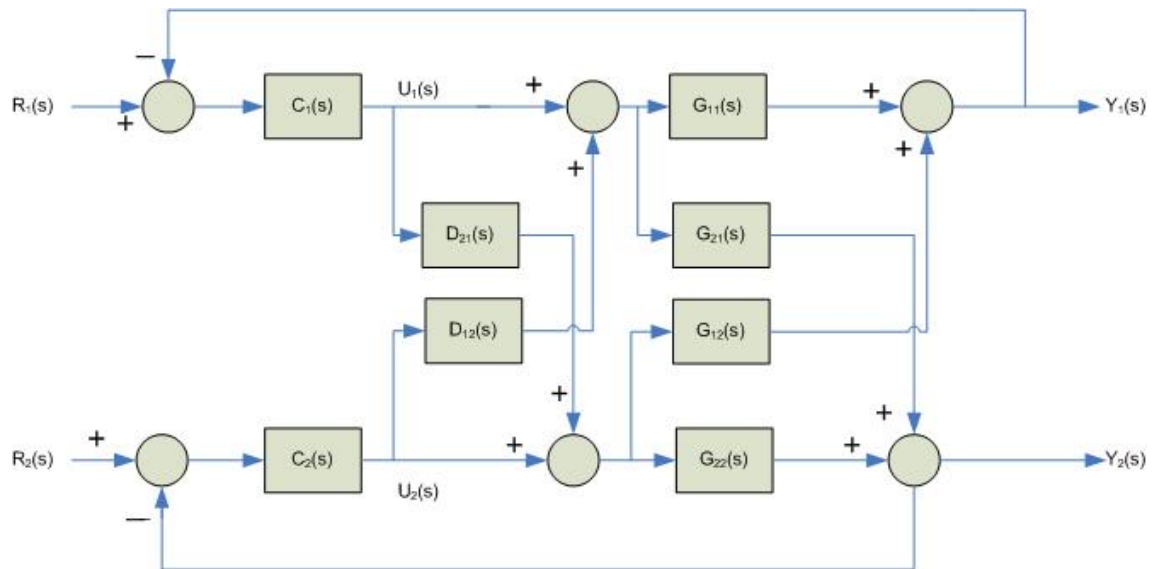 −
R₁(s) + C₁(s) U₁(s) + G₁₁(s) + Y₁(s)
+ +
D₂₁(s) G₂₁(s)
D₁₂(s) G₁₂(s)
+ +
R₂(s) + C₂(s) + G₂₂(s) + Y₂(s)
U₂(s)
−